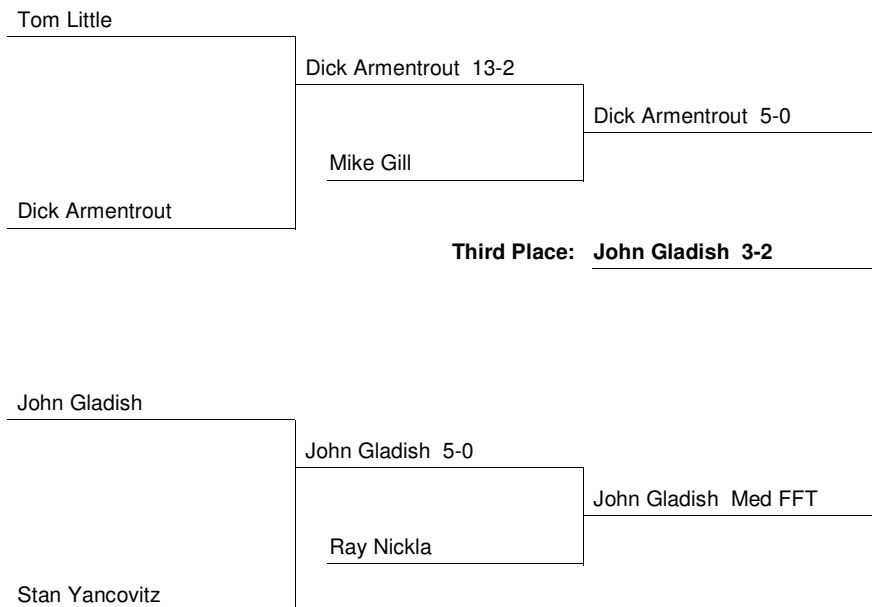 Tom Little
Dick Armentrout 13-2
Dick Armentrout 5-0
Mike Gill
Dick Armentrout
Third Place: John Gladish 3-2
John Gladish
John Gladish 5-0
John Gladish Med FFT
Ray Nickla
Stan Yancovitz